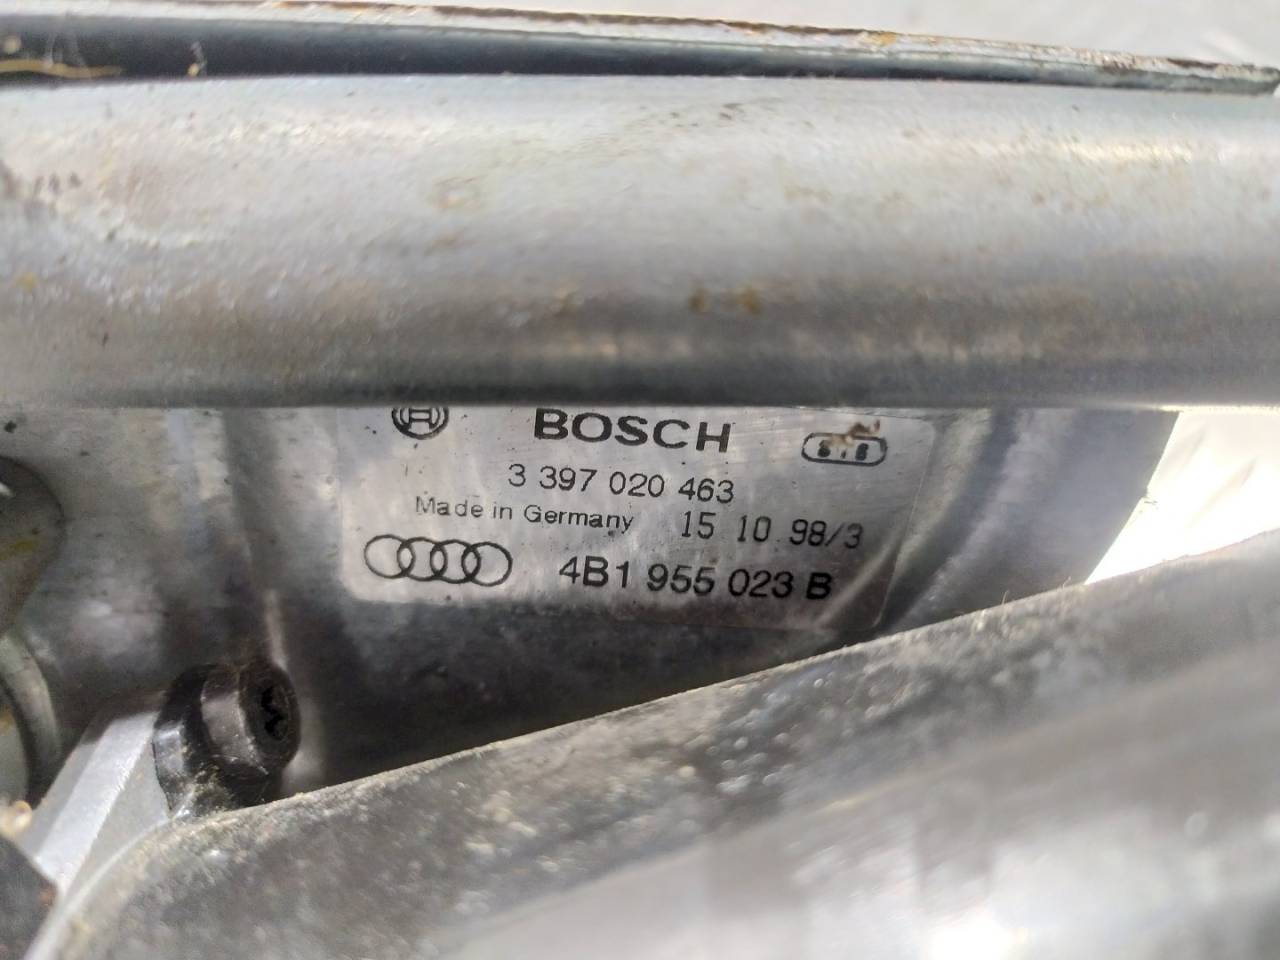 BOSCH
3 397 020 463
Made in Germany 15 10 98/3
4B1 955 023 B